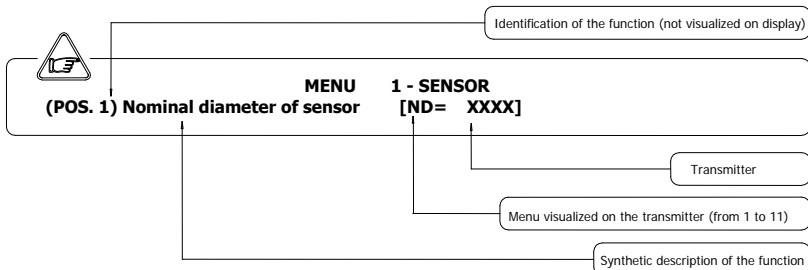 Identification of the function (not visualized on display)
MENU 1 - SENSOR
(POS. 1) Nominal diameter of sensor [ND= XXXX]
Transmitter
Menu visualized on the transmitter (from 1 to 11)
Synthetic description of the function